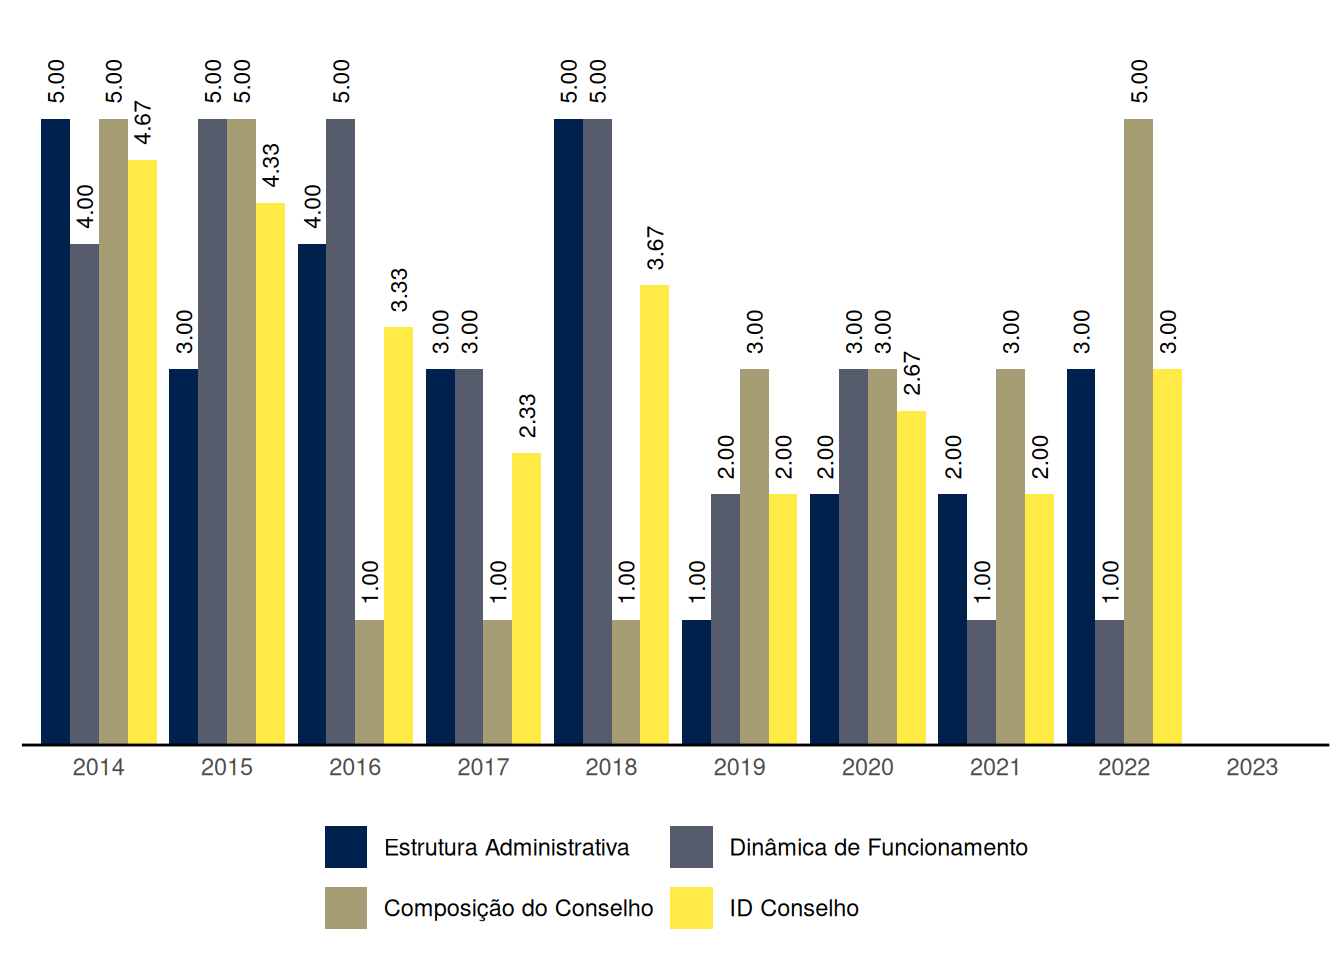 5.00 4.00 5.00 4.67 3.00 5.00 5.00 4.33 4.00 5.00 1.00 3.33 3.00 3.00 1.00 2.33 5.00 5.00 1.00 3.67 1.00 2.00 3.00 2.00 2.00 3.00 3.00 2.67 2.00 1.00 3.00 2.00 3.00 1.00 5.00 3.00
2014 2015 2016 2017 2018 2019 2020 2021 2022 2023
Estrutura Administrativa Dinâmica de Funcionamento
Composição do Conselho ID Conselho